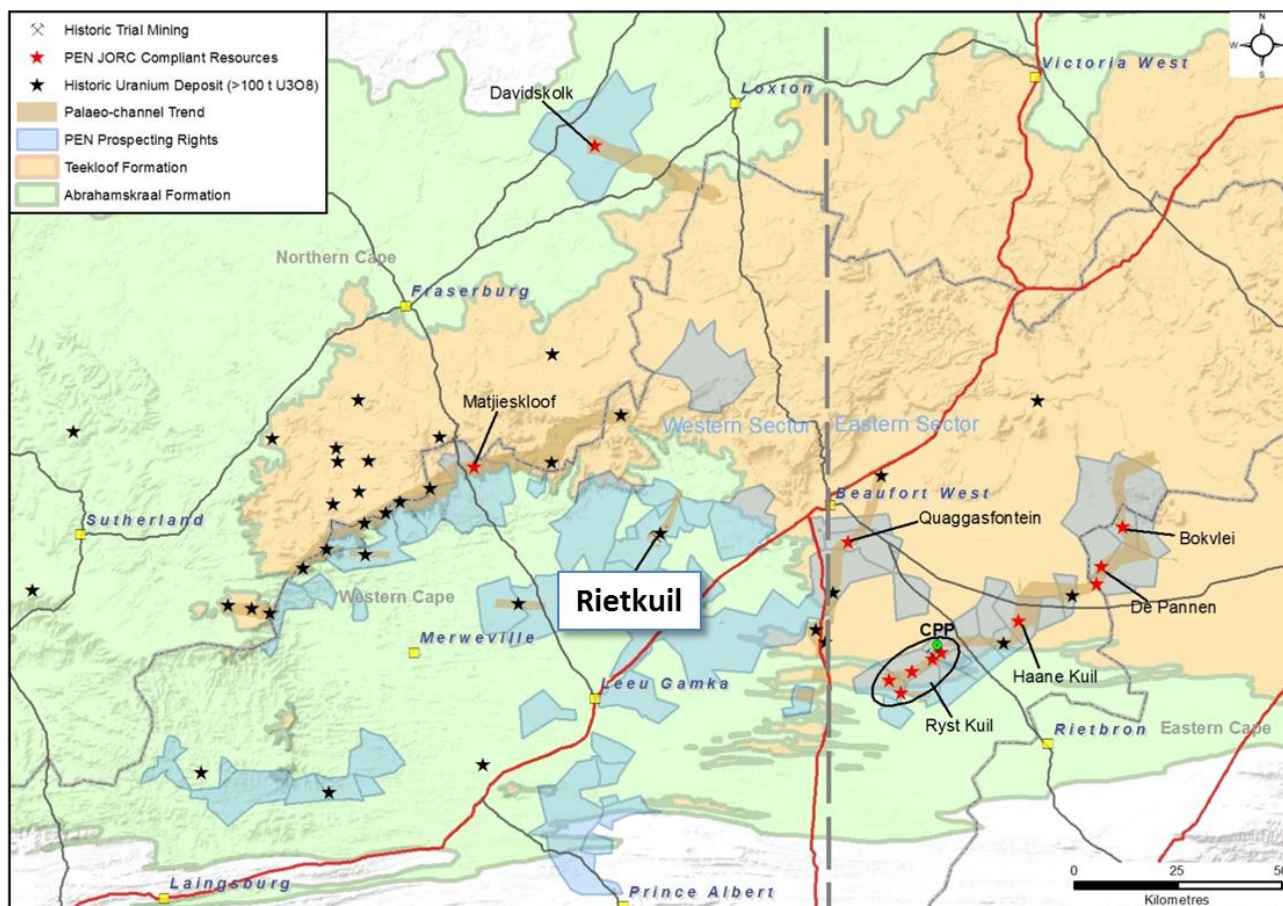 Historic Trial Mining
PEN JORC Compliant Resources
Historic Uranium Deposit (>100 t U3O8)
Palaeo-channel Trend
PEN Prospecting Rights
Teekloof Formation
Abrahamskraal Formation
N
W
E
S
Victoria West
Davidskolk
Loxton
Northern Cape
Fraserburg
Matjieskloof
Western Sector
Eastern Sector
Beaufort West
Sutherland
Quaggasfontein
Bokvlei
Rietkuil
Western Cape
De Pannen
CPP
Merweville
Haane Kuil
Leeu Gamka
Ryst Kuil
Rietbron
Eastern Cape
Laingsburg
Prince Albert
0 25 50
Kilometres